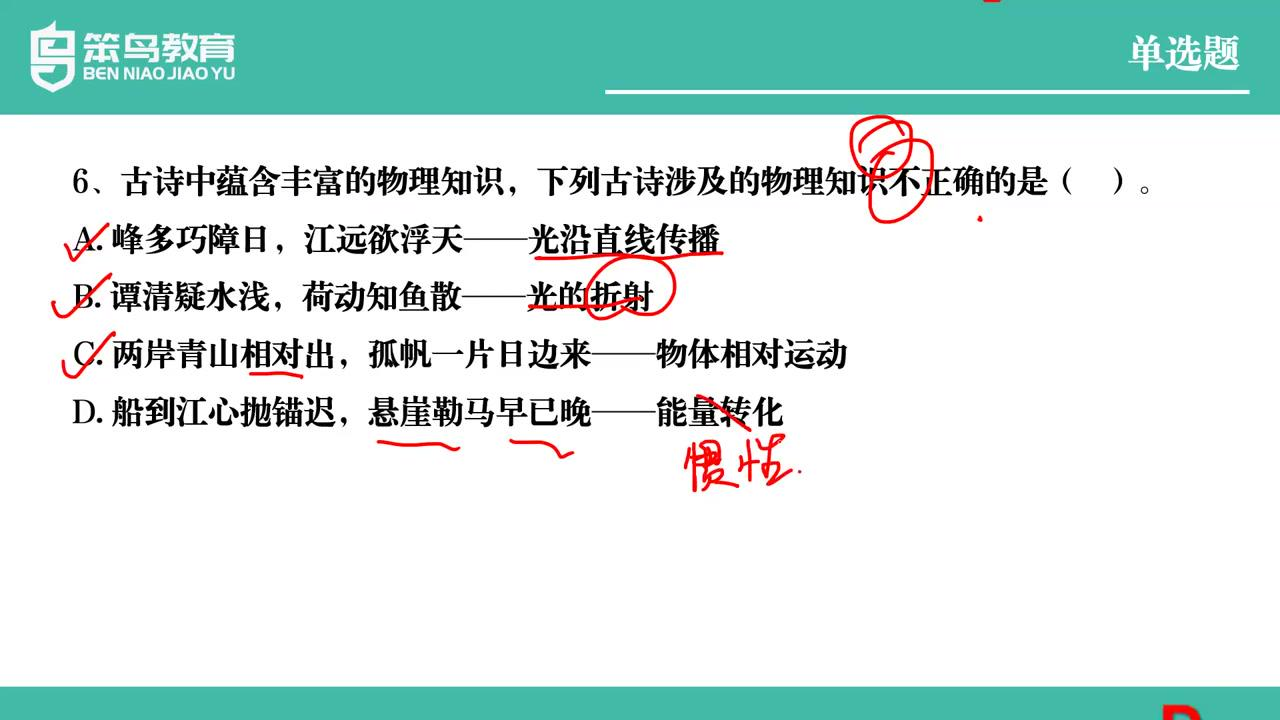 笨鸟教育
BEN NIAO JIAO YU
单选题
6、古诗中蕴含丰富的物理知识，下列古诗涉及的物理知识不正确的是（ ）。
A. 峰多巧障日，江远欲浮天——光沿直线传播
B. 谭清疑水浅，荷动知鱼散——光的折射
C. 两岸青山相对出，孤帆一片日边来——物体相对运动
D. 船到江心抛锚迟，悬崖勒马早已晚——能量转化
惯性